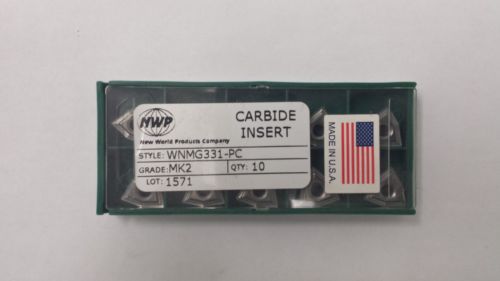 NWP
New World Products Company
CARBIDE
INSERT
STYLE: WNMG331-PC
GRADE: MK2
QTY: 10
LOT: 1571
MADE IN U.S.A.